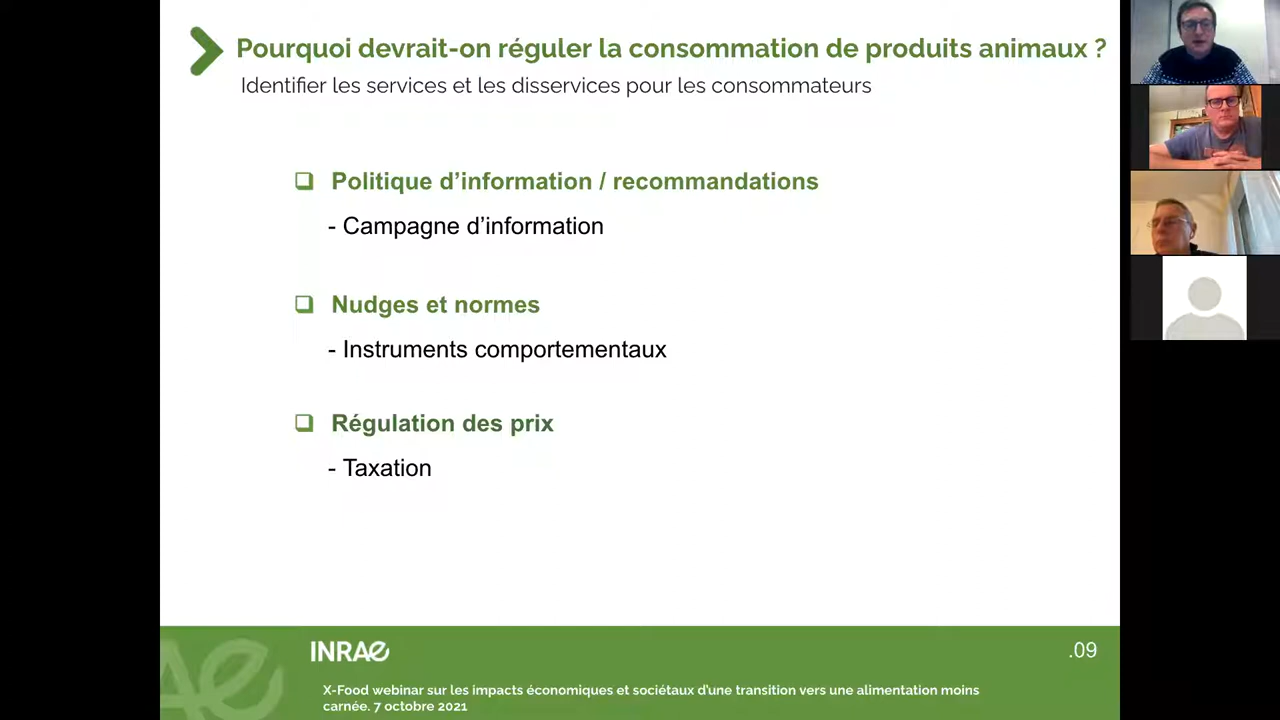 Pourquoi devrait-on réguler la consommation de produits animaux ?
Identifier les services et les disservices pour les consommateurs
Politique d’information / recommandations
- Campagne d’information
Nudges et normes
- Instruments comportementaux
Régulation des prix
- Taxation
INRAE
.09
X-Food webinar sur les impacts économiques et sociétaux d'une transition vers une alimentation moins
carnée. 7 octobre 2021